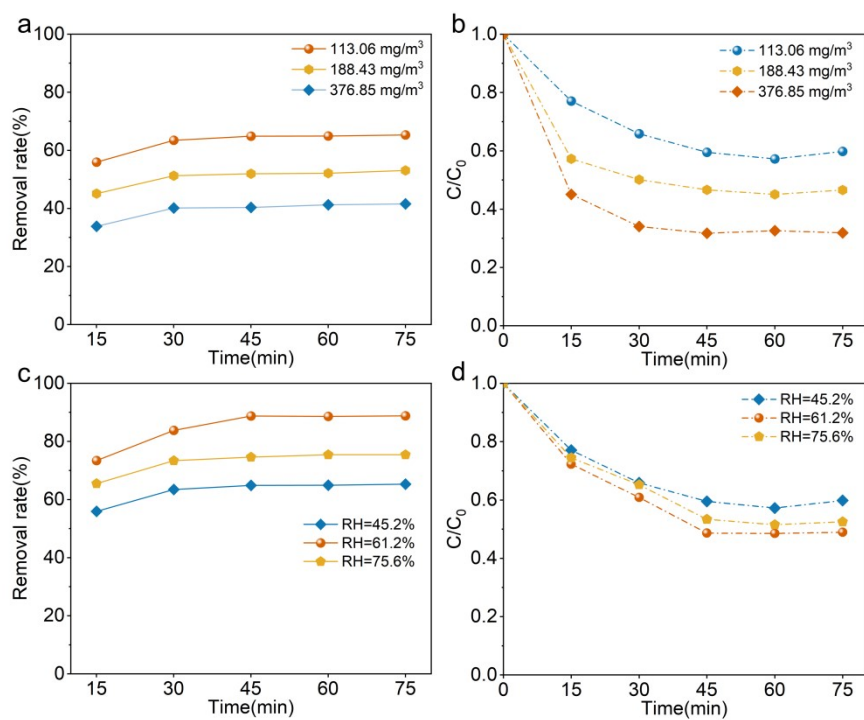 a
100
80
60
40
20
0
15 30 45 60 75
Time(min)
Removal rate(%)
113.06 mg/m³
188.43 mg/m³
376.85 mg/m³
b
1.0
0.8
0.6
0.4
0.2
0.0
0 15 30 45 60 75
Time(min)
C/C₀
113.06 mg/m³
188.43 mg/m³
376.85 mg/m³
c
100
80
60
40
20
0
15 30 45 60 75
Time(min)
Removal rate(%)
RH=45.2%
RH=61.2%
RH=75.6%
d
1.0
0.8
0.6
0.4
0.2
0.0
0 15 30 45 60 75
Time(min)
C/C₀
RH=45.2%
RH=61.2%
RH=75.6%